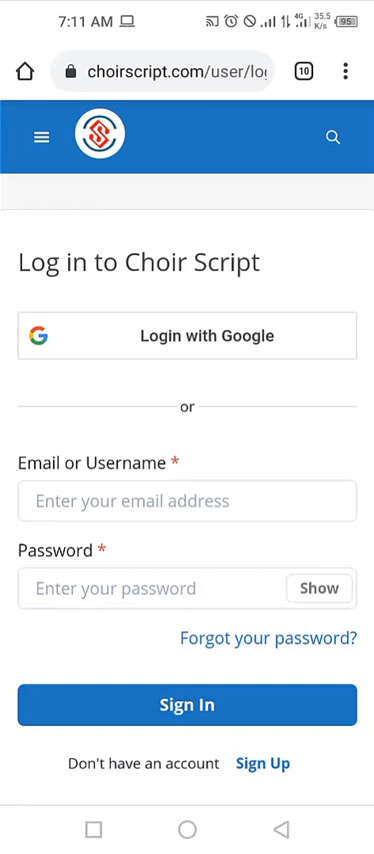 7:11 AM
4G 35.5 K/s 95
choirscript.com/user/log
10
Log in to Choir Script
Login with Google
or
Email or Username *
Enter your email address
Password *
Enter your password
Show
Forgot your password?
Sign In
Don't have an account Sign Up